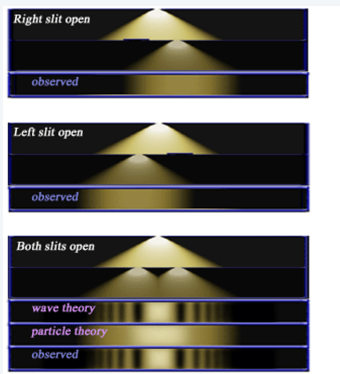 Right slit open
observed
Left slit open
observed
Both slits open
wave theory
particle theory
observed